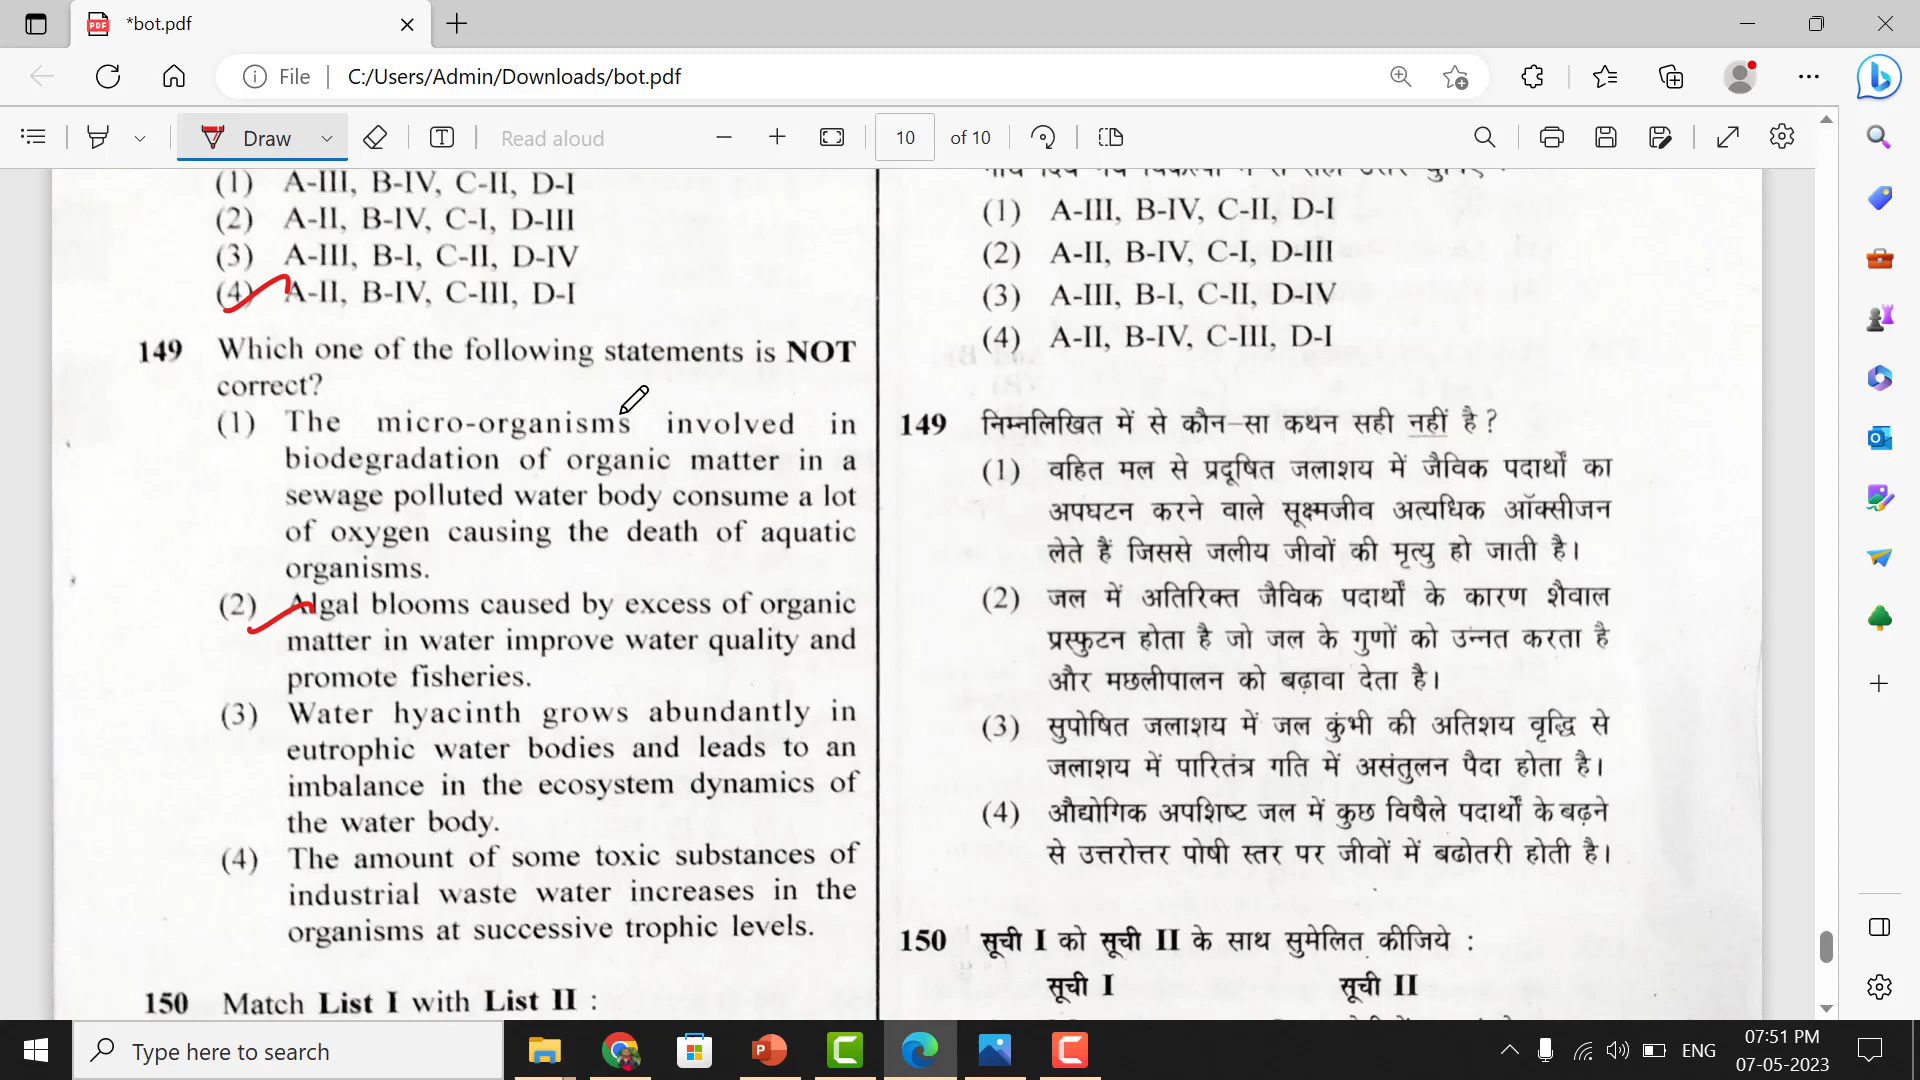 *bot.pdf
File
C:/Users/Admin/Downloads/bot.pdf
Draw
Read aloud
10 of 10
(1) A-III, B-IV, C-II, D-I
(2) A-II, B-IV, C-I, D-III
(3) A-III, B-I, C-II, D-IV
(4) A-II, B-IV, C-III, D-I
149 Which one of the following statements is NOT
correct?
(1) The micro-organisms involved in
biodegradation of organic matter in a
sewage polluted water body consume a lot
of oxygen causing the death of aquatic
organisms.
(2) Algal blooms caused by excess of organic
matter in water improve water quality and
promote fisheries.
(3) Water hyacinth grows abundantly in
eutrophic water bodies and leads to an
imbalance in the ecosystem dynamics of
the water body.
(4) The amount of some toxic substances of
industrial waste water increases in the
organisms at successive trophic levels.
150 Match List I with List II :
(1) A-III, B-IV, C-II, D-I
(2) A-II, B-IV, C-I, D-III
(3) A-III, B-I, C-II, D-IV
(4) A-II, B-IV, C-III, D-I
149 निम्नलिखित में से कौन-सा कथन सही नहीं है ?
(1) वहित मल से प्रदूषित जलाशय में जैविक पदार्थों का
अपघटन करने वाले सूक्ष्मजीव अत्यधिक ऑक्सीजन
लेते हैं जिससे जलीय जीवों की मृत्यु हो जाती है।
(2) जल में अतिरिक्त जैविक पदार्थों के कारण शैवाल
प्रस्फुटन होता है जो जल के गुणों को उन्नत करता है
और मछलीपालन को बढ़ावा देता है।
(3) सुपोषित जलाशय में जल कुंभी की अतिशय वृद्धि से
जलाशय में पारितंत्र गति में असंतुलन पैदा होता है।
(4) औद्योगिक अपशिष्ट जल में कुछ विषैले पदार्थों के बढ़ने
से उत्तरोत्तर पोषी स्तर पर जीवों में बढोतरी होती है।
150 सूची I को सूची II के साथ सुमेलित कीजिये :
सूची I सूची II
Type here to search
ENG
07:51 PM
07-05-2023